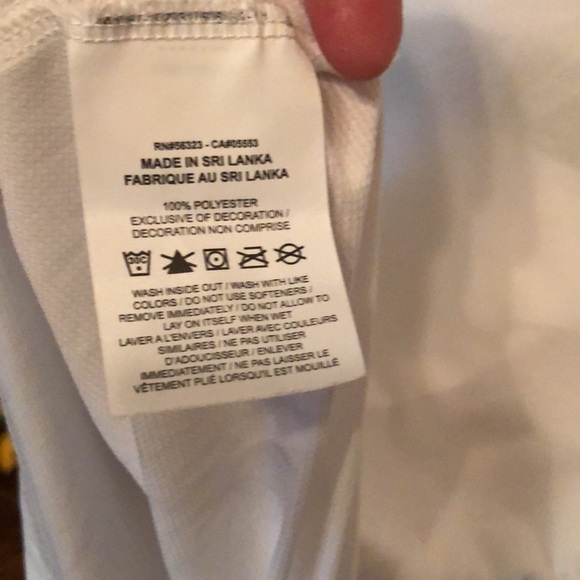 RN#56323 - CA#05553
MADE IN SRI LANKA
FABRIQUE AU SRI LANKA
100% POLYESTER
EXCLUSIVE OF DECORATION /
DECORATION NON COMPRISE
30C
WASH INSIDE OUT / WASH WITH LIKE
COLORS / DO NOT USE SOFTENERS /
REMOVE IMMEDIATELY / DO NOT ALLOW TO
LAY ON ITSELF WHEN WET
LAVER A L'ENVERS / LAVER AVEC COULEURS
SIMILAIRES / NE PAS UTILISER
D'ADOUCISSEUR / ENLEVER
IMMÉDIATEMENT / NE PAS LAISSER LE
VÊTEMENT PLIÉ LORSQU'IL EST MOUILLÉ